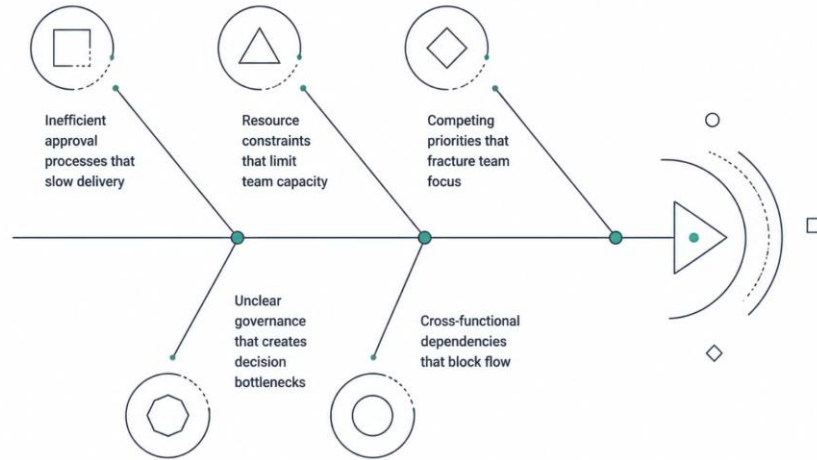 Inefficient
approval
processes that
slow delivery
Resource
constraints
that limit
team capacity
Competing
priorities that
fracture team
focus
Unclear
governance
that creates
decision
bottlenecks
Cross-functional
dependencies
that block flow